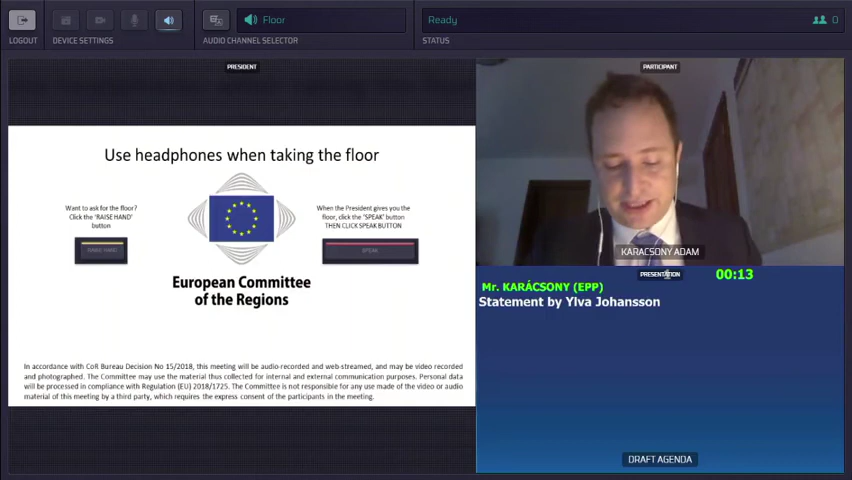 LOGOUT
DEVICE SETTINGS
Floor
AUDIO CHANNEL SELECTOR
Ready
0
STATUS
PRESIDENT
Use headphones when taking the floor
Want to ask for the floor?
Click the 'RAISE HAND'
button
RAISE HAND
When the President gives you the
floor, click the 'SPEAK' button
THEN CLICK SPEAK BUTTON
SPEAK
European Committee
of the Regions
In accordance with CoR Bureau Decision No 15/2018, this meeting will be audio-recorded and web-streamed, and may be video recorded
and photographed. The Committee may use the material thus collected for internal and external communication purposes. Personal data
will be processed in compliance with Regulation (EU) 2018/1725. The Committee is not responsible for any use made of the video or audio
material of this meeting by a third party, which requires the express consent of the participants in the meeting.
PARTICIPANT
KARACSONY ADAM
PRESENTATION
00:13
Mr. KARÁCSONY (EPP)
Statement by Ylva Johansson
DRAFT AGENDA